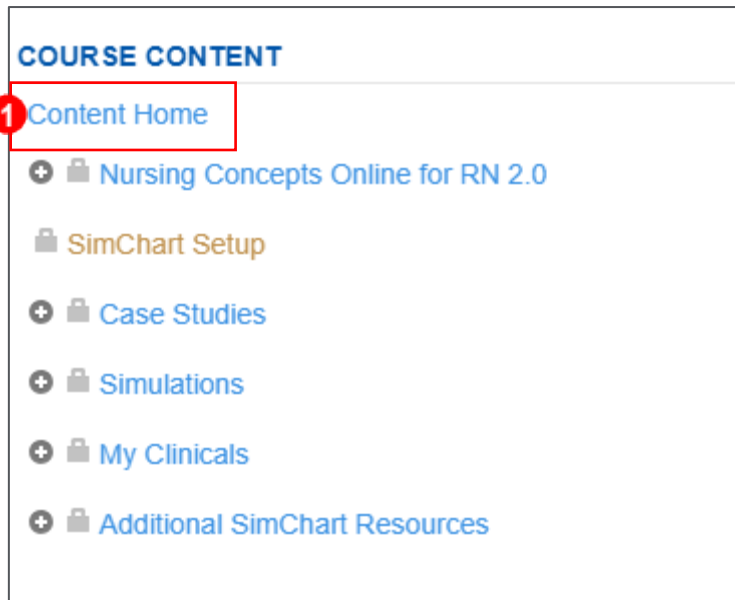 COURSE CONTENT
1 Content Home
Nursing Concepts Online for RN 2.0
SimChart Setup
Case Studies
Simulations
My Clinicals
Additional SimChart Resources